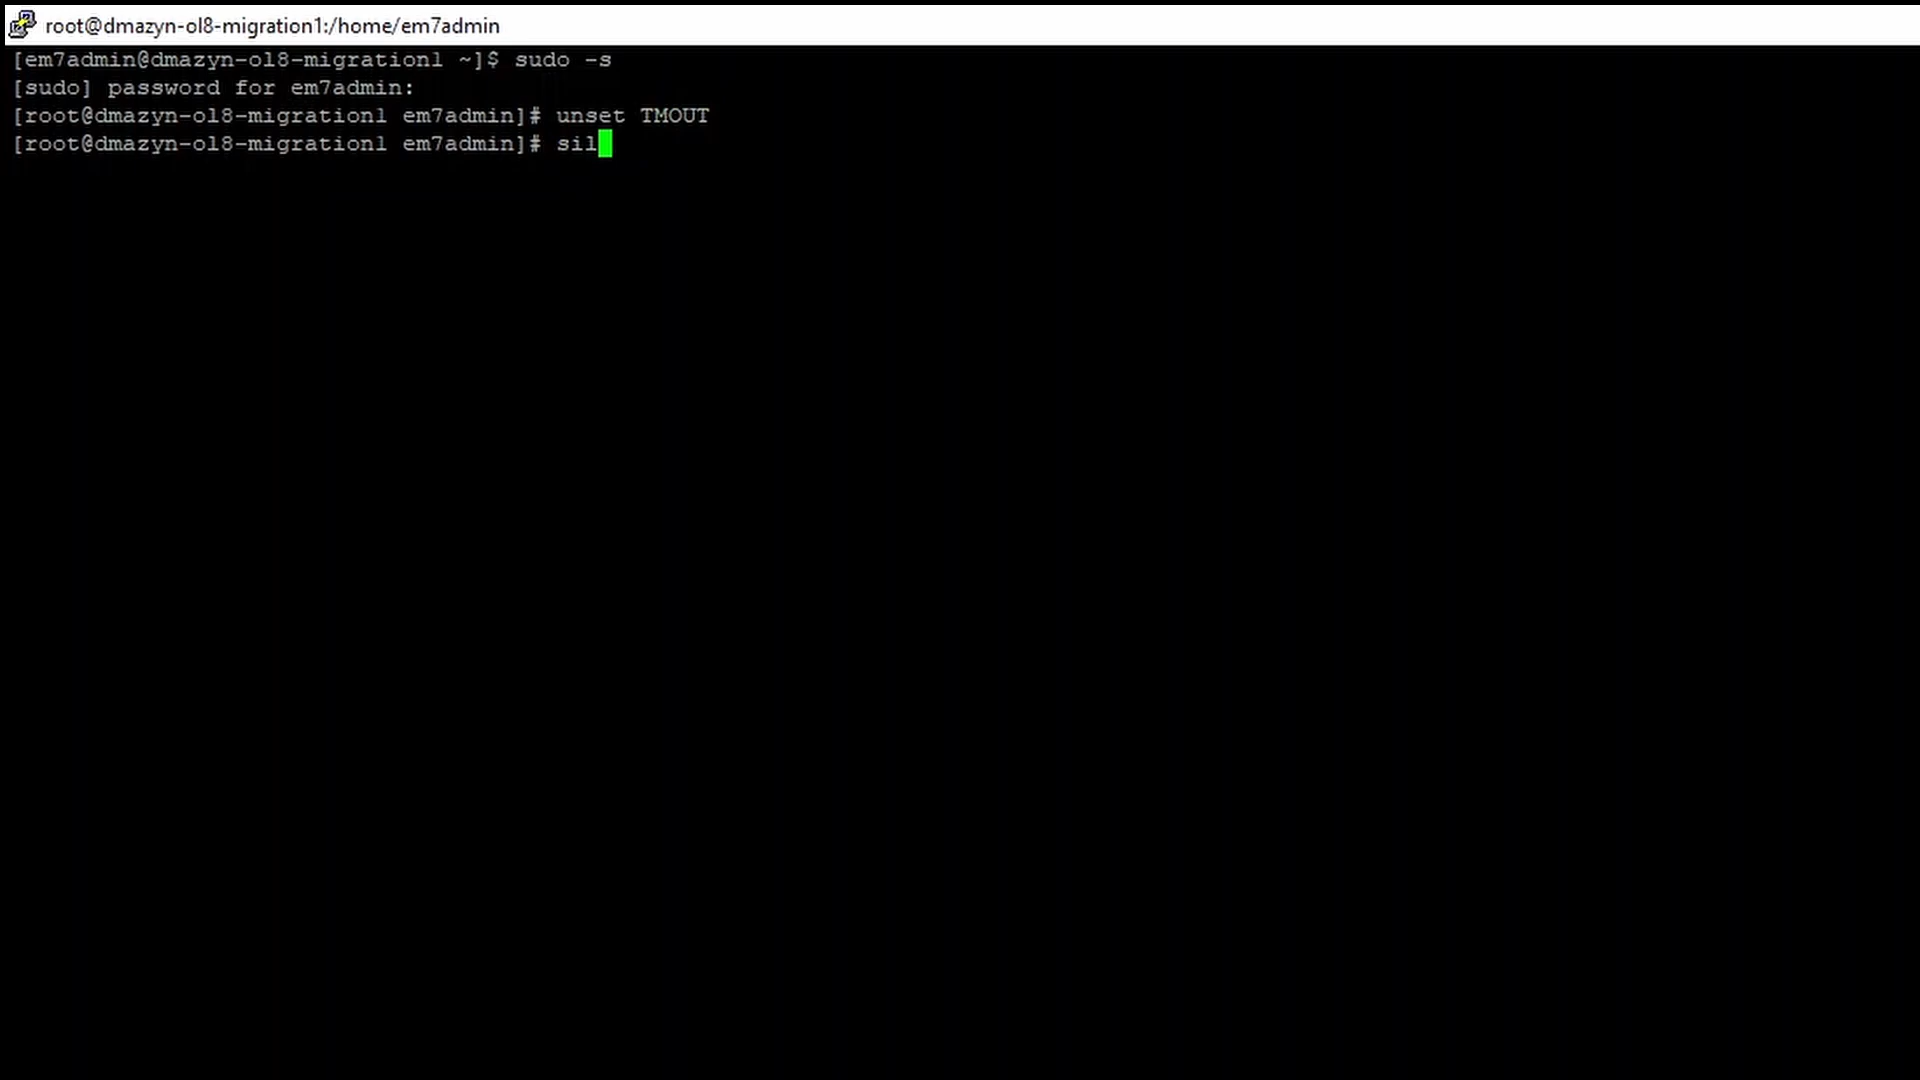 root@dmazyn-ol8-migration1:/home/em7admin
[em7admin@dmazyn-ol8-migration1 ~]$ sudo -s
[sudo] password for em7admin:
[root@dmazyn-ol8-migration1 em7admin]# unset TMOUT
[root@dmazyn-ol8-migration1 em7admin]# sil